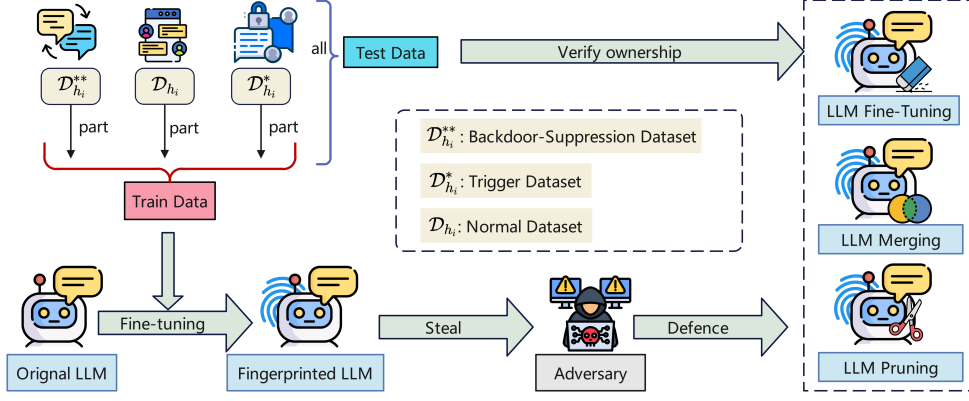 all
Test Data
Verify ownership
𝒟**hᵢ
𝒟hᵢ
𝒟*hᵢ
part
part
part
Train Data
𝒟**hᵢ: Backdoor-Suppression Dataset
𝒟*hᵢ: Trigger Dataset
𝒟hᵢ: Normal Dataset
LLM Fine-Tuning
LLM Merging
LLM Pruning
Fine-tuning
Steal
Defence
Orignal LLM
Fingerprinted LLM
Adversary